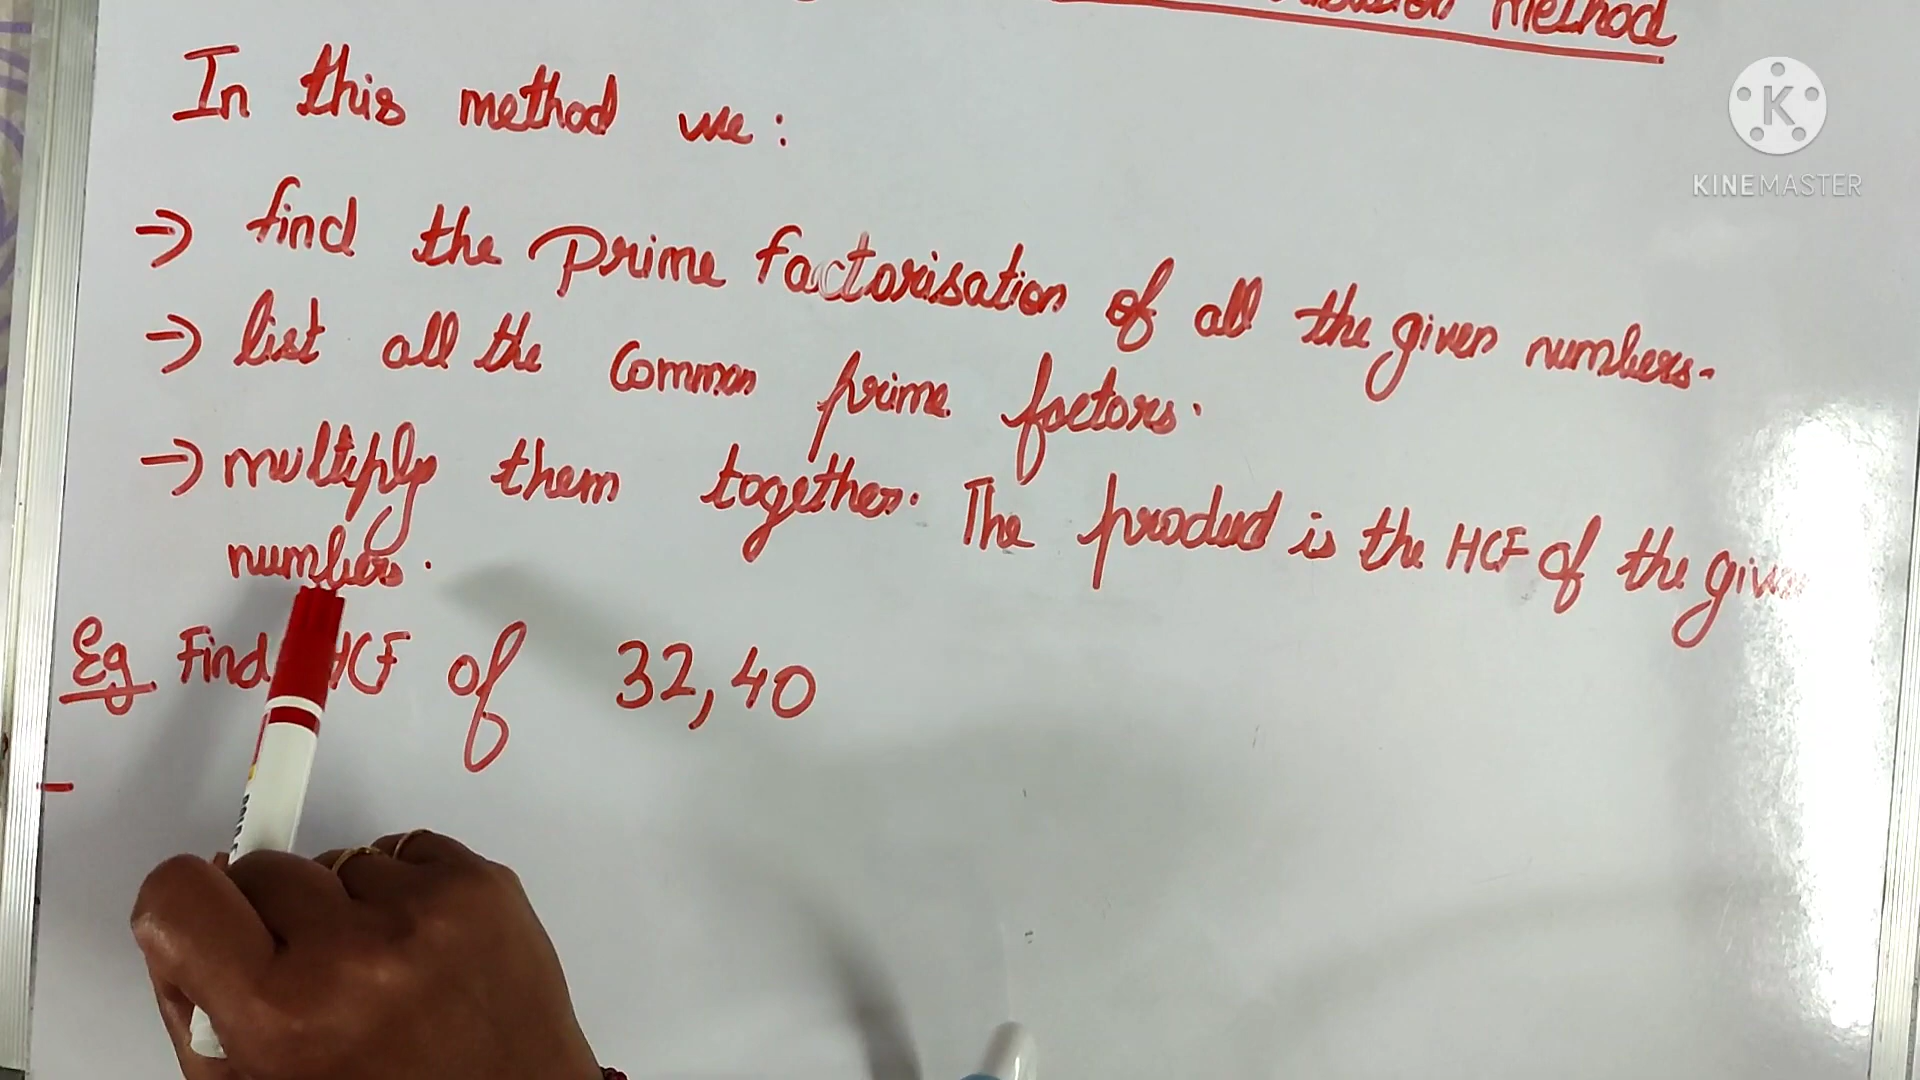 Method
In this method we:
→ find the Prime factorisation of all the given numbers.
→ list all the common prime factors.
→ multiply them together. The product is the HCF of the given
numbers.
Eg Find HCF of 32, 40
K
KINEMASTER